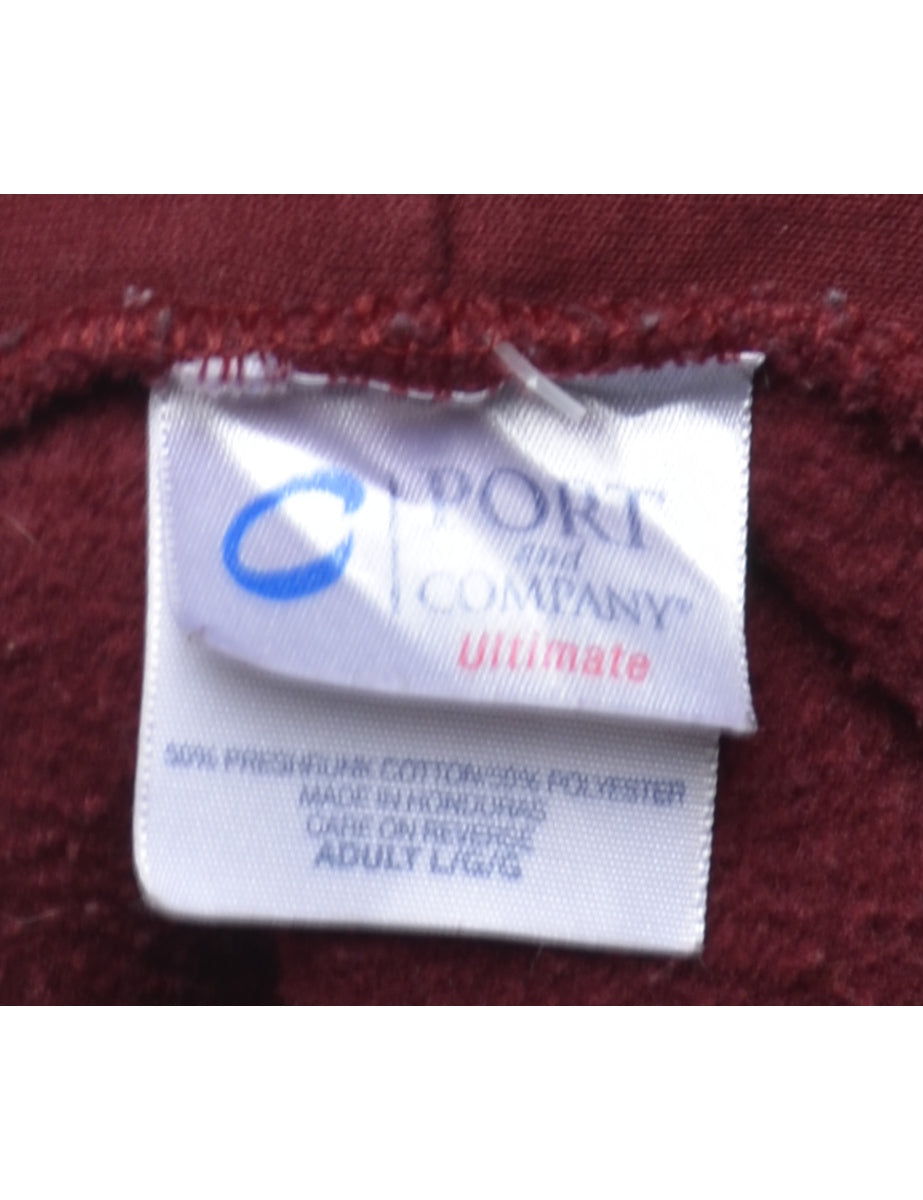 PORT
and
COMPANY®
Ultimate
50% PRESHRUNK COTTON/50% POLYESTER
MADE IN HONDURAS
CARE ON REVERSE
ADULT L/G/G